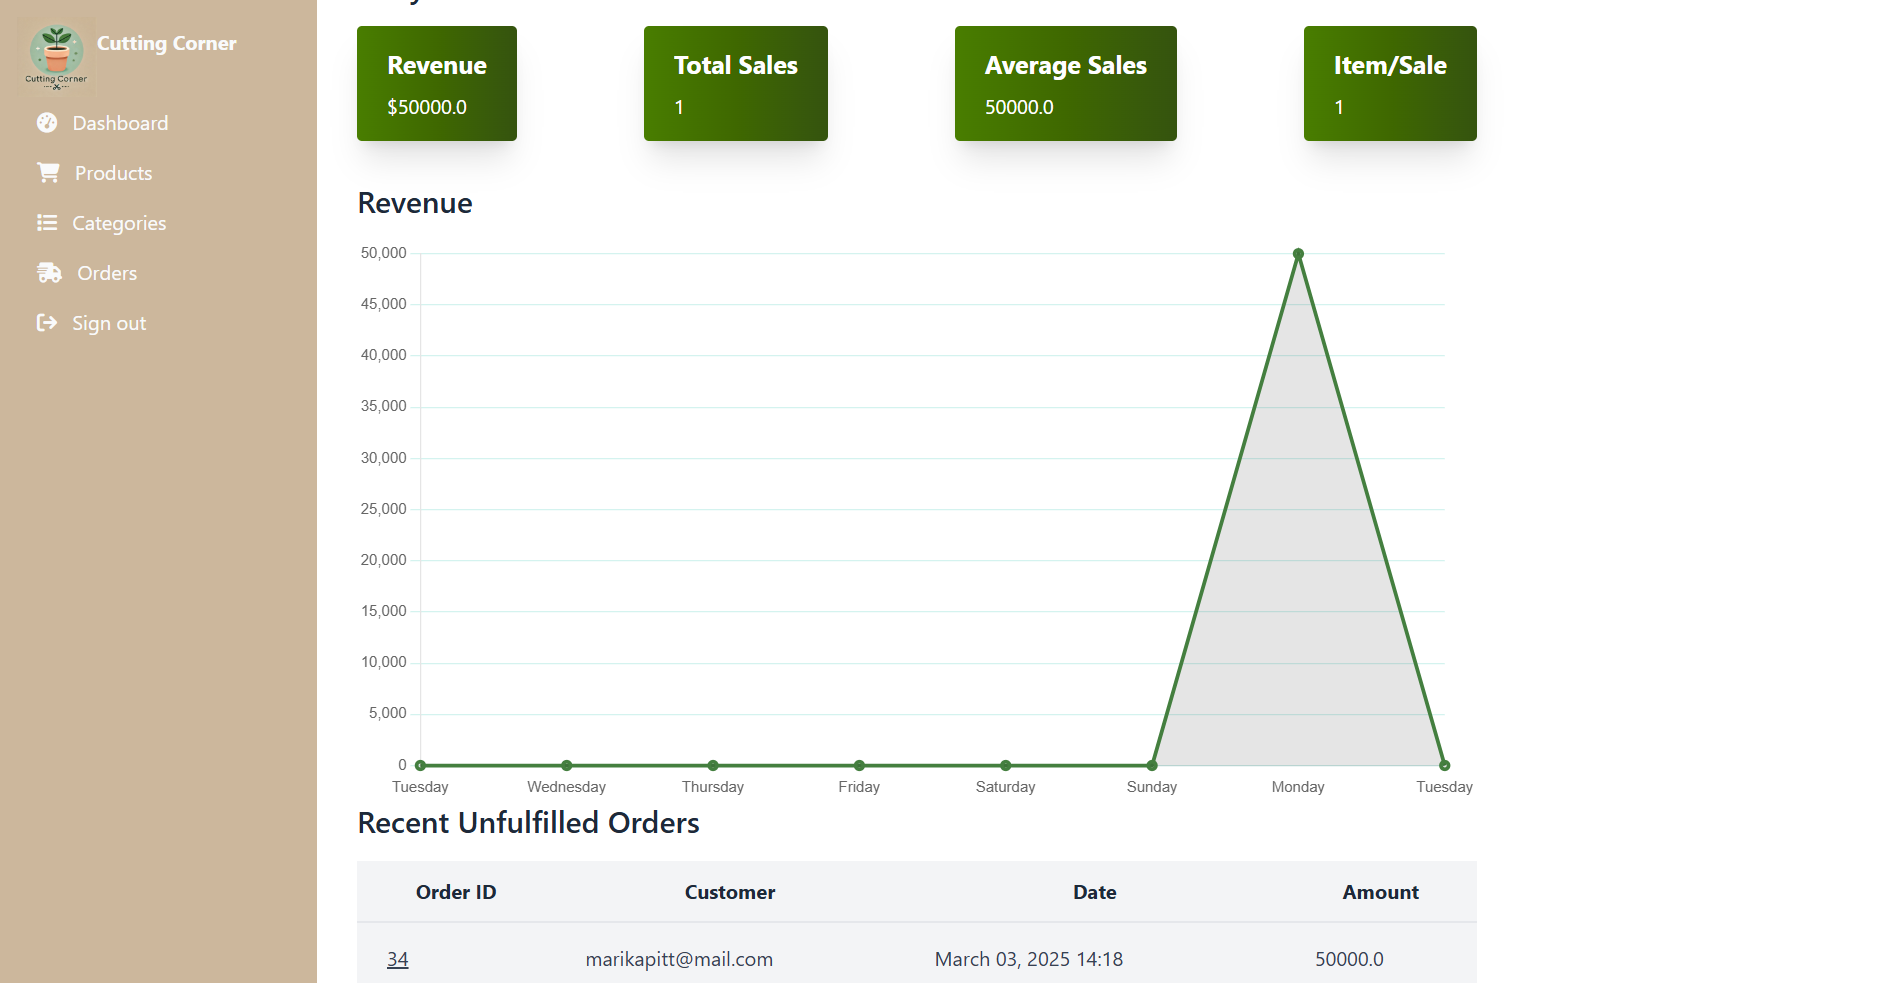 Cutting Corner
Cutting Corner
Dashboard
Products
Categories
Orders
Sign out
Revenue
$50000.0
Total Sales
1
Average Sales
50000.0
Item/Sale
1
Revenue
50,000
45,000
40,000
35,000
30,000
25,000
20,000
15,000
10,000
5,000
0
Tuesday Wednesday Thursday Friday Saturday Sunday Monday Tuesday
Recent Unfulfilled Orders
Order ID Customer Date Amount
34 marikapitt@mail.com March 03, 2025 14:18 50000.0